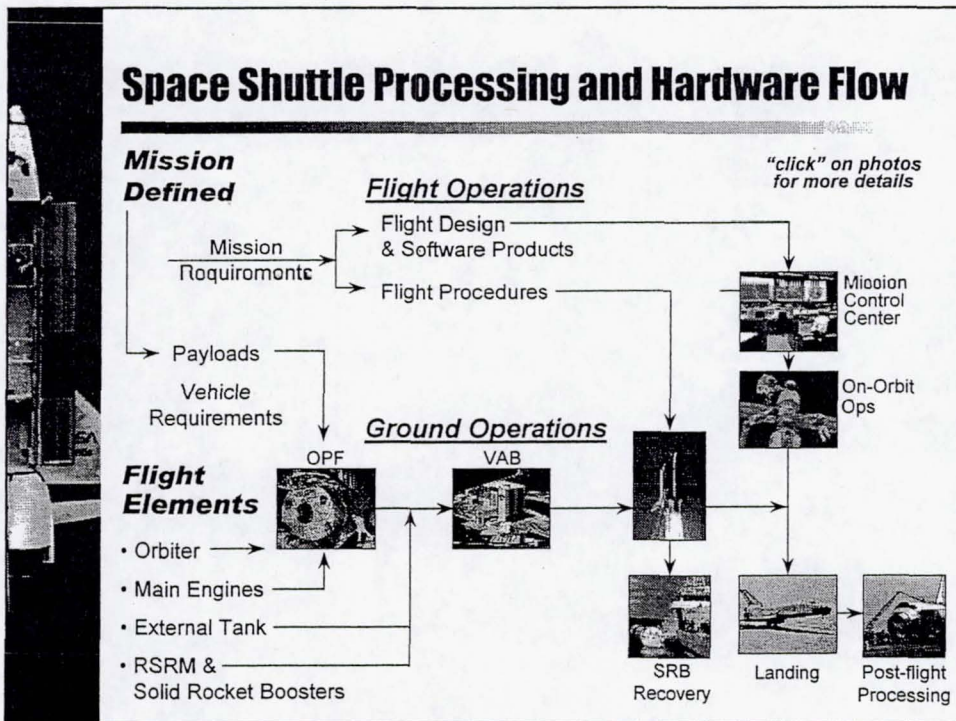 Space Shuttle Processing and Hardware Flow
Mission
Defined
"click" on photos
for more details
Flight Operations
Flight Design
& Software Products
Mission
Requirements
Flight Procedures
Mission
Control
Center
Payloads
Vehicle
Requirements
On-Orbit
Ops
Ground Operations
OPF
VAB
Flight
Elements
• Orbiter
• Main Engines
• External Tank
• RSRM &
Solid Rocket Boosters
SRB
Recovery
Landing
Post-flight
Processing